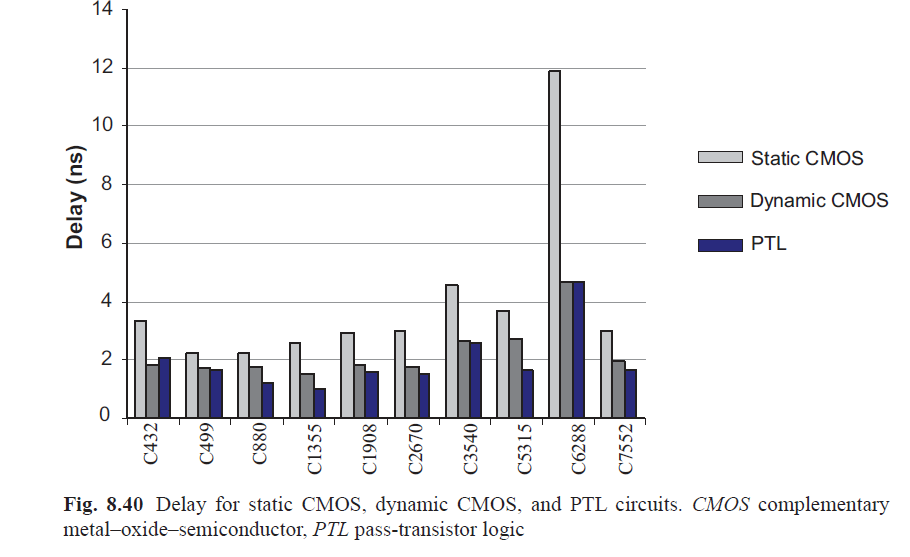 14
12
10
8
6
4
2
0
Delay (ns)
C432
C499
C880
C1355
C1908
C2670
C3540
C5315
C6288
C7552
Static CMOS
Dynamic CMOS
PTL
Fig. 8.40 Delay for static CMOS, dynamic CMOS, and PTL circuits. CMOS complementary
metal–oxide–semiconductor, PTL pass-transistor logic